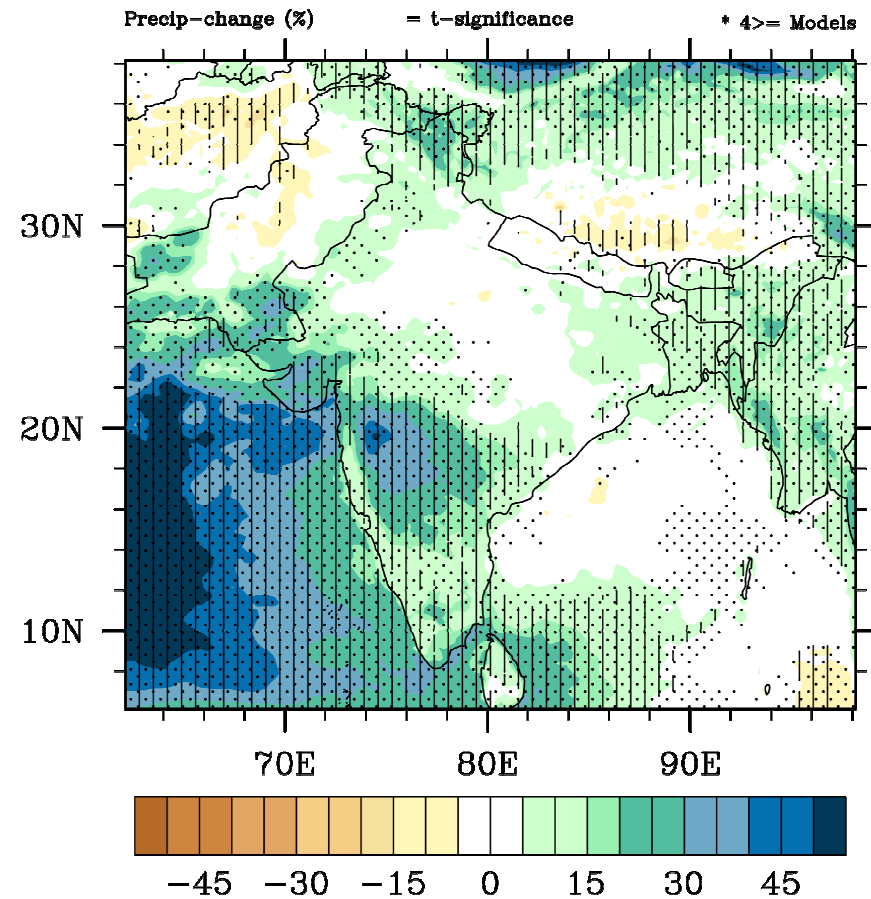 Precip-change (%) = t-significance * 4>= Models
30N
20N
10N
70E 80E 90E
−45 −30 −15 0 15 30 45